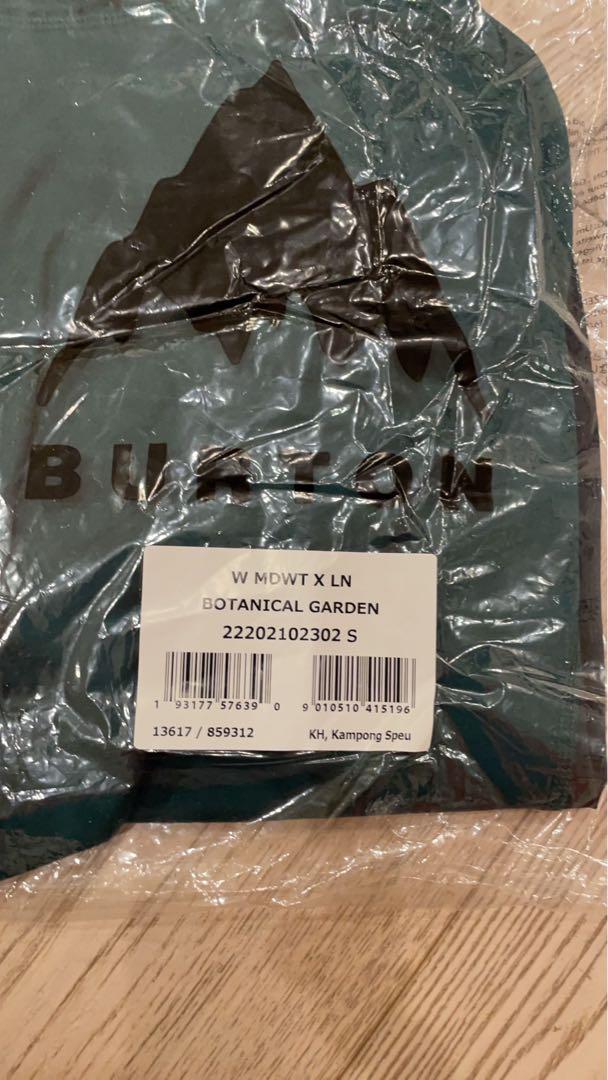 BURTON
W MDWT X LN
BOTANICAL GARDEN
22202102302 S
1 93177 57639 0
9 010510 415196
13617 / 859312
KH, Kampong Speu